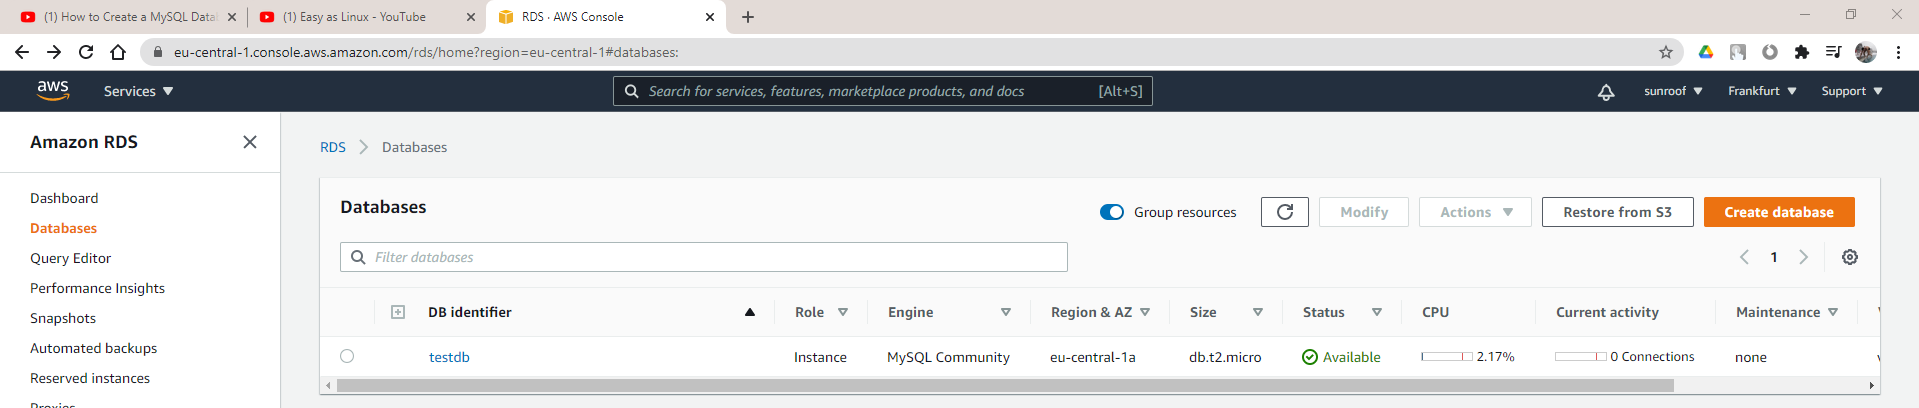 (1) How to Create a MySQL Datab
(1) Easy as Linux - YouTube
RDS · AWS Console
eu-central-1.console.aws.amazon.com/rds/home?region=eu-central-1#databases:
aws
Services
Search for services, features, marketplace products, and docs
[Alt+S]
sunroof
Frankfurt
Support
Amazon RDS
Dashboard
Databases
Query Editor
Performance Insights
Snapshots
Automated backups
Reserved instances
Proxies
RDS
Databases
Databases
Group resources
Modify
Actions
Restore from S3
Create database
Filter databases
1
DB identifier Role Engine Region & AZ Size Status CPU Current activity Maintenance
testdb Instance MySQL Community eu-central-1a db.t2.micro Available 2.17% 0 Connections none